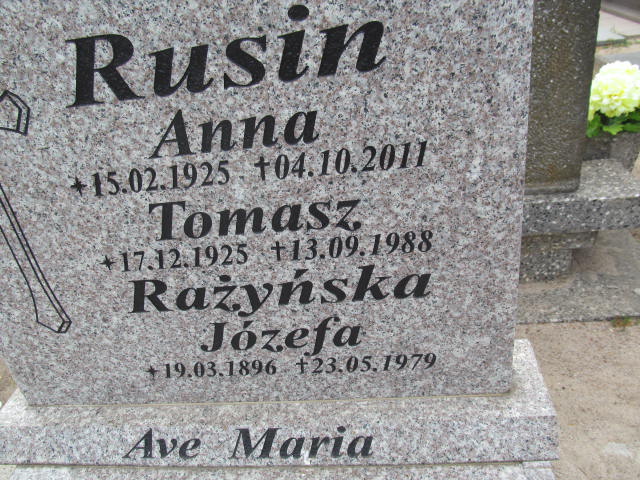 Rusin
Anna
*15.02.1925 †04.10.2011
Tomasz
*17.12.1925 †13.09.1988
Rażyńska
Józefa
*19.03.1896 †23.05.1979
Ave Maria